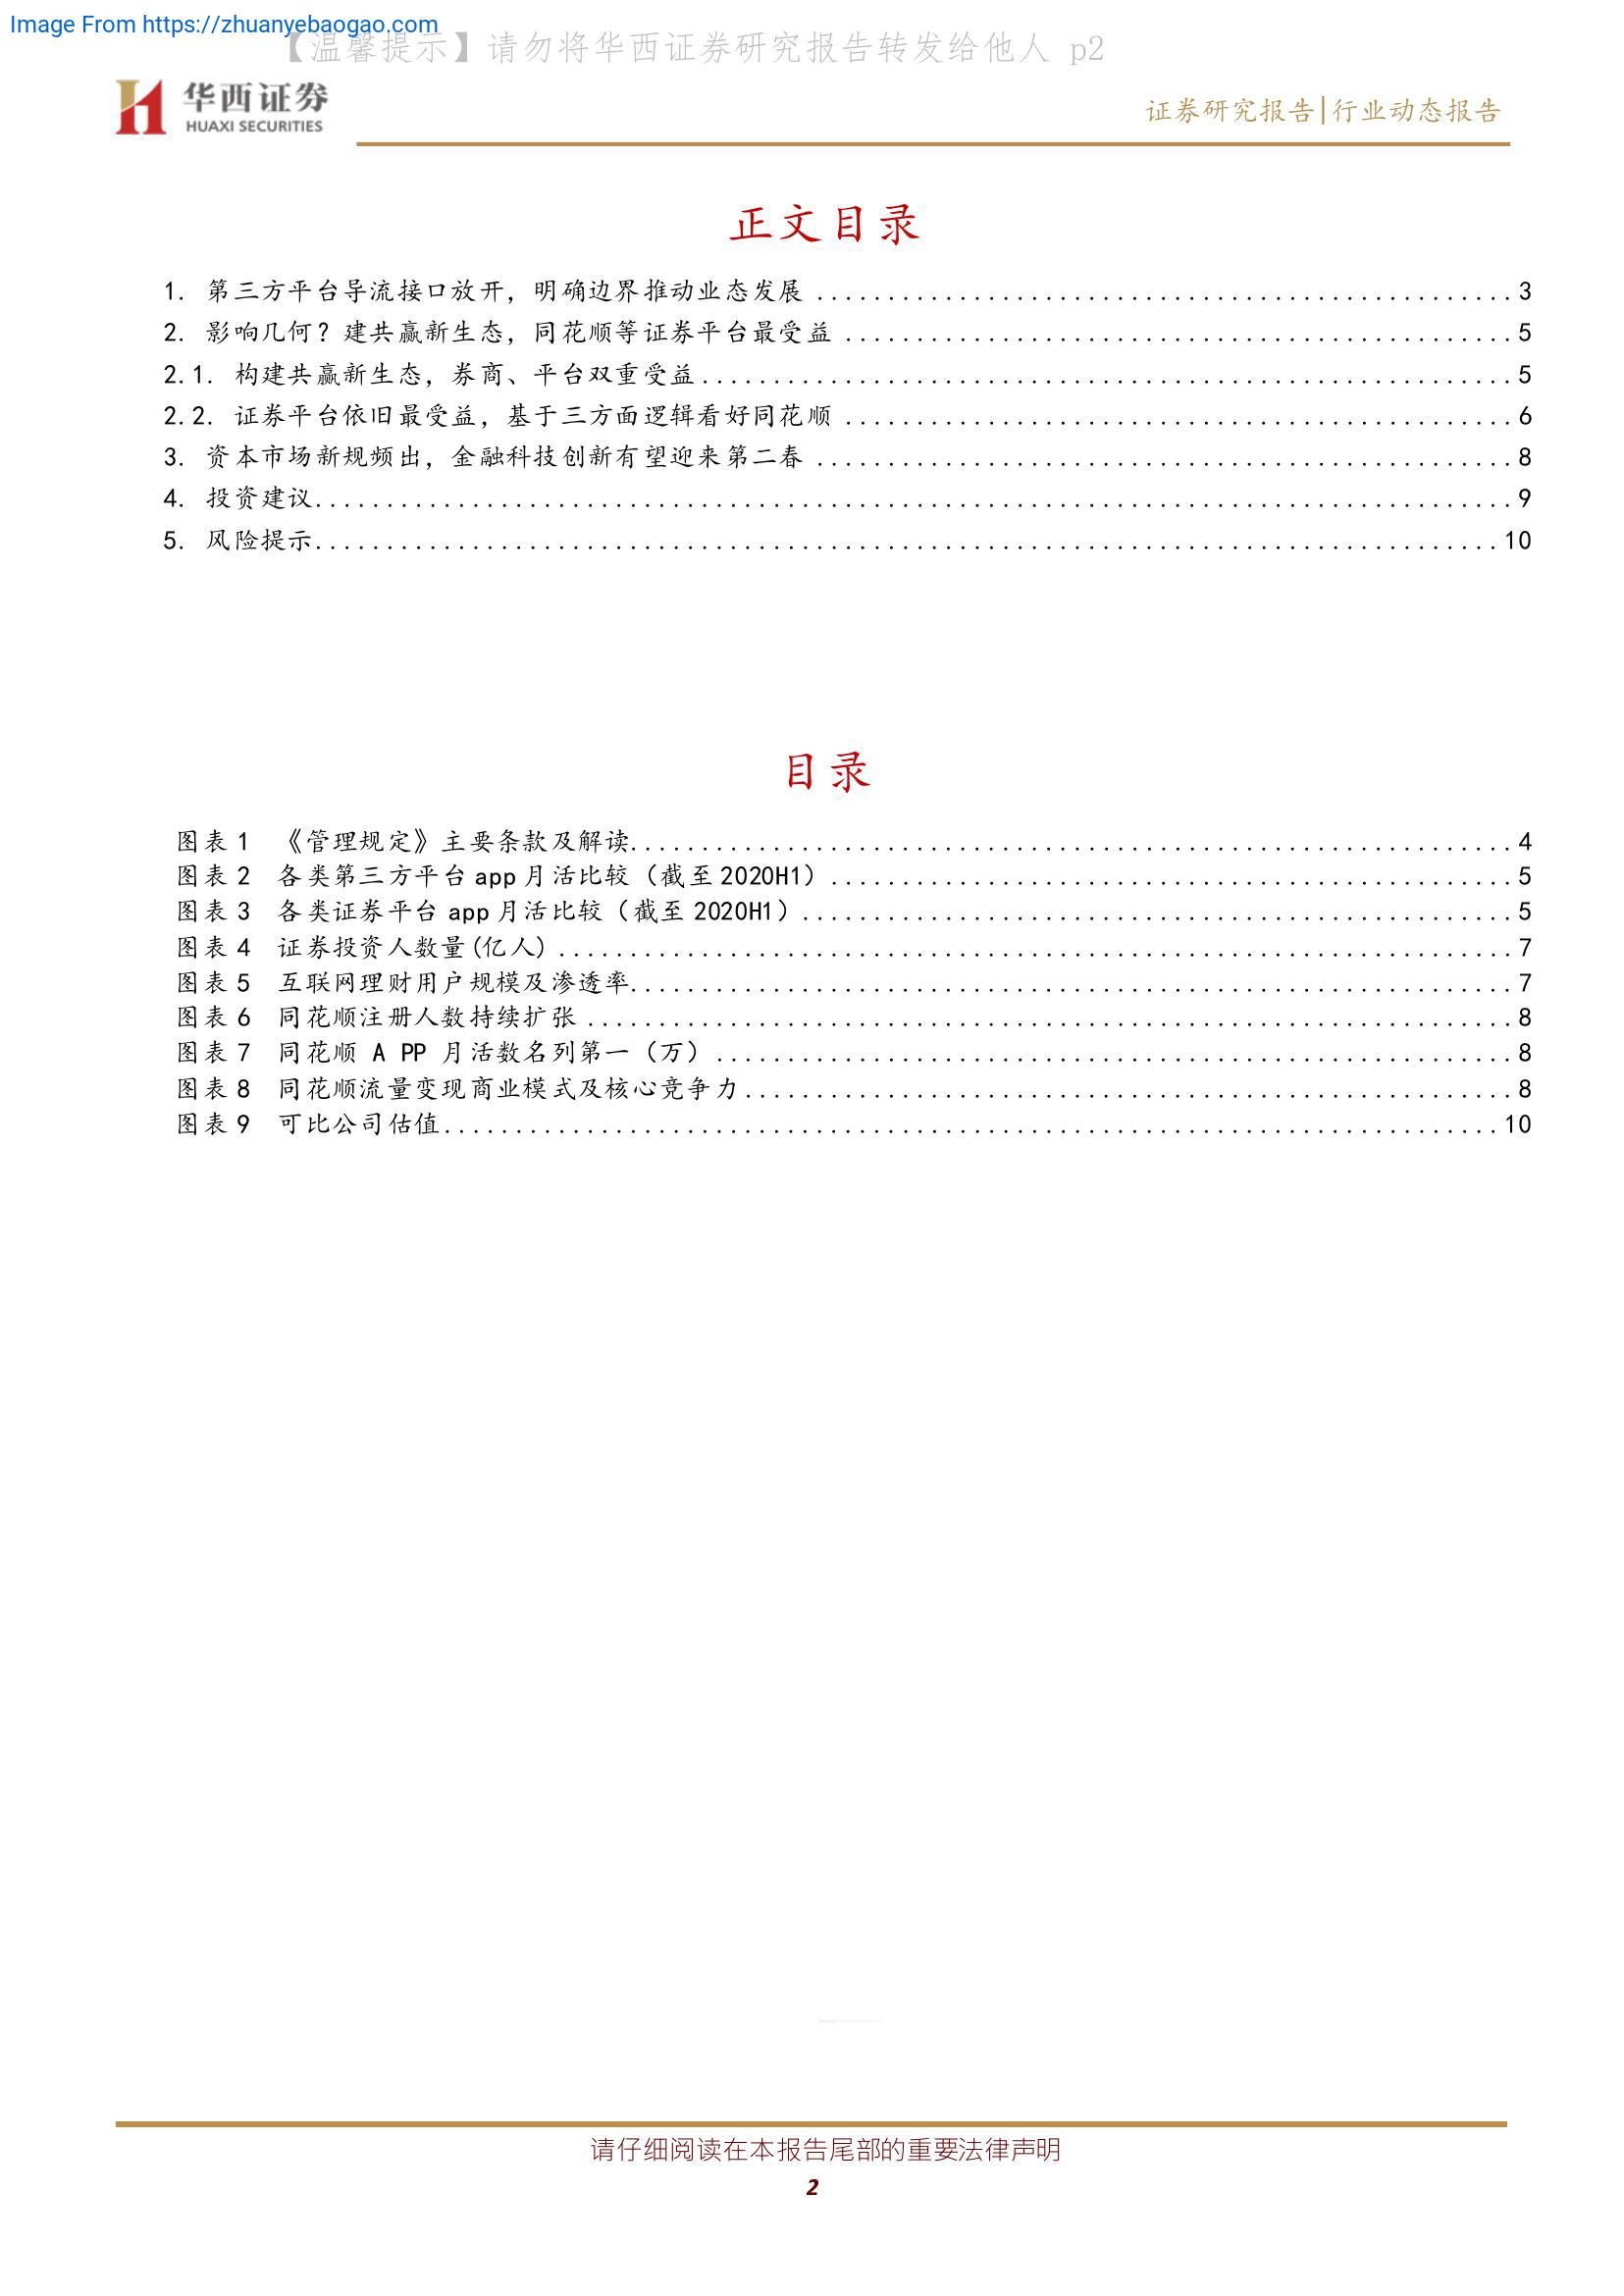 Image From https://zhuanyebaogao.com
【温馨提示】请勿将华西证券研究报告转发给他人 p2
华西证券
HUAXI SECURITIES
证券研究报告|行业动态报告
正文目录
1. 第三方平台导流接口放开，明确边界推动业态发展 ................................................ 3
2. 影响几何？建共赢新生态，同花顺等证券平台最受益 ............................................... 5
2.1. 构建共赢新生态，券商、平台双重受益......................................................... 5
2.2. 证券平台依旧最受益，基于三方面逻辑看好同花顺 ............................................... 6
3. 资本市场新规频出，金融科技创新有望迎来第二春 ................................................. 8
4. 投资建议................................................................................... 9
5. 风险提示.................................................................................. 10
目录
图表 1 《管理规定》主要条款及解读.............................................................. 4
图表 2 各类第三方平台 app 月活比较（截至 2020H1）................................................ 5
图表 3 各类证券平台 app 月活比较（截至 2020H1）.................................................. 5
图表 4 证券投资人数量(亿人) ................................................................... 7
图表 5 互联网理财用户规模及渗透率.............................................................. 7
图表 6 同花顺注册人数持续扩张 ................................................................. 8
图表 7 同花顺 A PP 月活数名列第一（万）........................................................ 8
图表 8 同花顺流量变现商业模式及核心竞争力...................................................... 8
图表 9 可比公司估值.......................................................................... 10
请仔细阅读在本报告尾部的重要法律声明
2